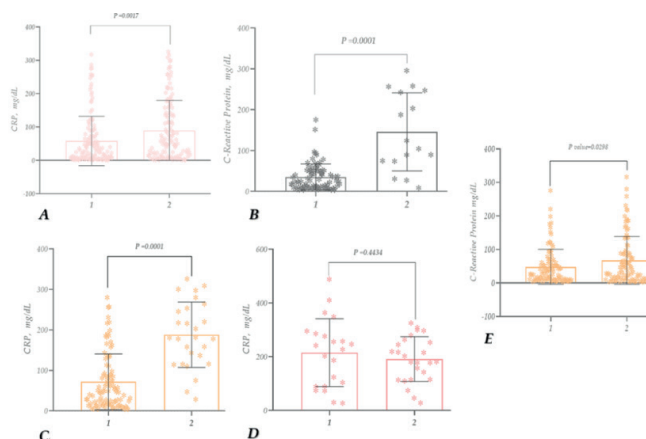 P =0.0017
400
300
200
100
0
-100
CRP, mg/dL
1
2
A
P =0.0001
400
300
200
100
0
C-Reactive Protein, mg/dL
1
2
B
P value=0.0298
400
300
200
100
0
-100
C-Reactive Protein mg/dL
1
2
E
P =0.0001
400
300
200
100
0
CRP, mg/dL
1
2
C
P =0.4434
600
400
200
0
CRP, mg/dL
1
2
D